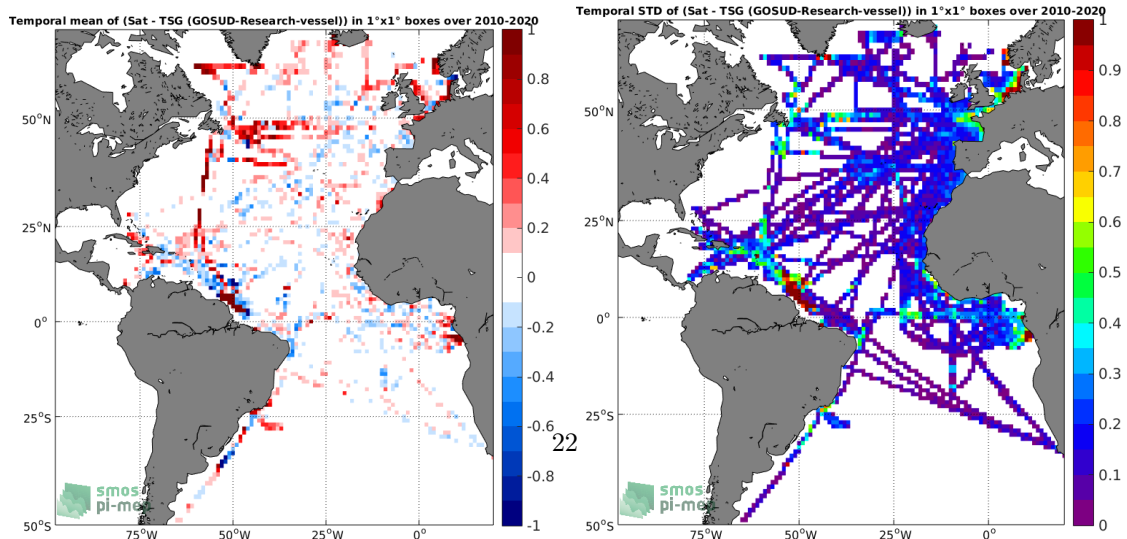 Temporal mean of (Sat - TSG (GOSUD-Research-vessel)) in 1°x1° boxes over 2010-2020
50°N
25°N
0°
25°S
50°S
75°W
50°W
25°W
0°
1
0.8
0.6
0.4
0.2
0
-0.2
-0.4
-0.6
-0.8
-1
smos
pi-me
22
Temporal STD of (Sat - TSG (GOSUD-Research-vessel)) in 1°x1° boxes over 2010-2020
50°N
25°N
0°
25°S
50°S
75°W
50°W
25°W
0°
1
0.9
0.8
0.7
0.6
0.5
0.4
0.3
0.2
0.1
0
smos
pi-me